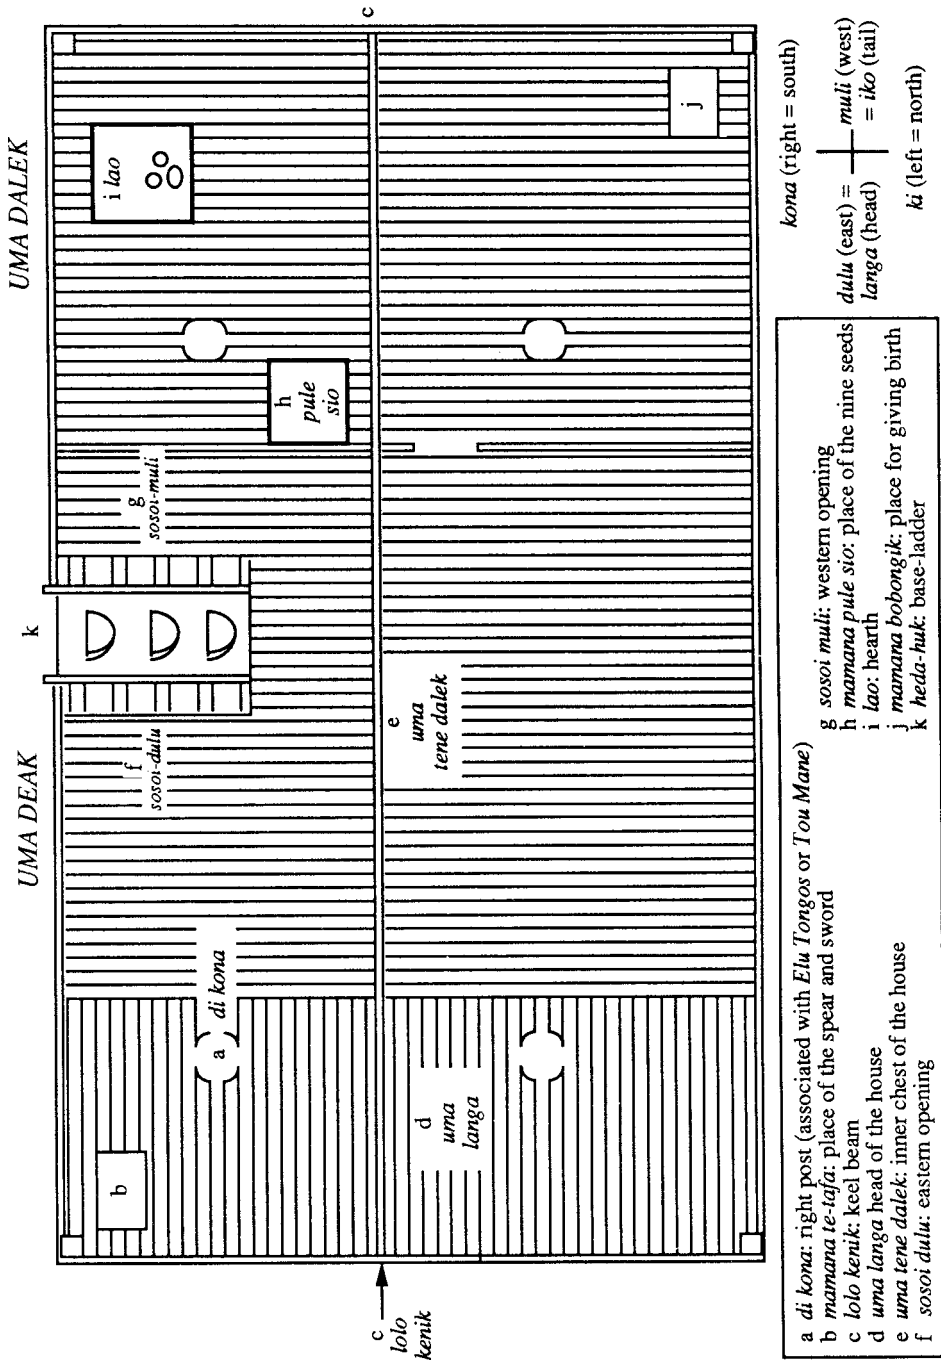 UMA DEAK
UMA DALEK
k
c
b
a
di kona
f
sosoi-dulu
g
sosoi-muli
h
pule
sio
i lao
c
lolo
kenik
d
uma
langa
e
uma
tene dalek
j
kona (right = south)
dulu (east) = muli (west)
langa (head) = iko (tail)
ki (left = north)
a di kona: right post (associated with Elu Tongos or Tou Mane)
b mamana te-tafa: place of the spear and sword
c lolo kenik: keel beam
d uma langa head of the house
e uma tene dalek: inner chest of the house
f sosoi dulu: eastern opening
g sosoi muli: western opening
h mamana pule sio: place of the nine seeds
i lao: hearth
j mamana bobongik: place for giving birth
k heda-huk: base-ladder